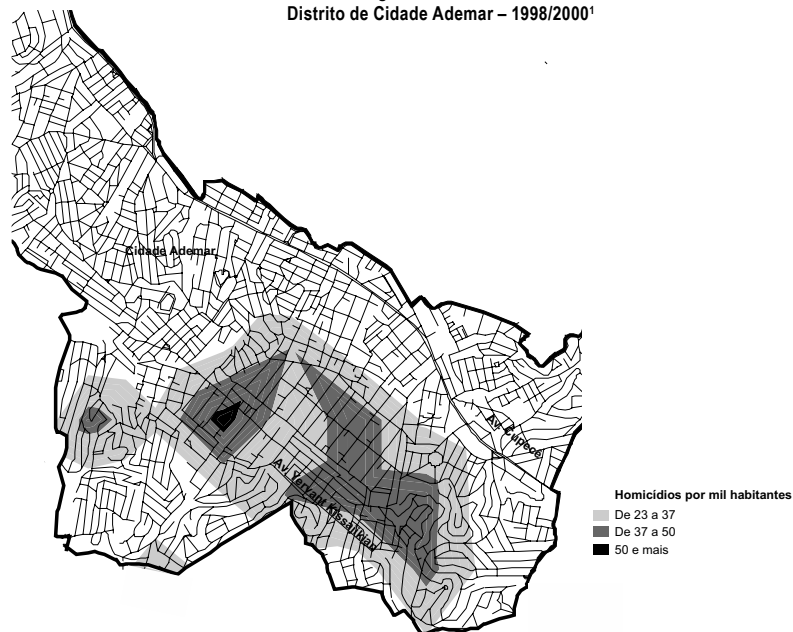 Distrito de Cidade Ademar – 1998/2000¹
Cidade Ademar
Av. Cupecê
Av. Yervant Kissajikian
Homicídios por mil habitantes
De 23 a 37
De 37 a 50
50 e mais